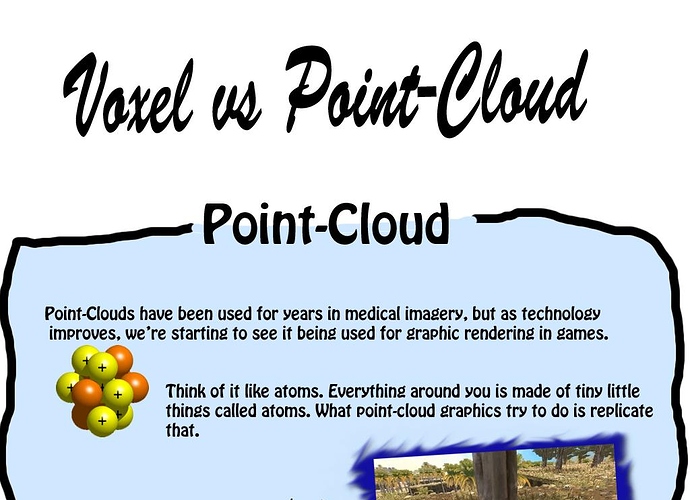 Voxel vs Point-Cloud
Point-Cloud
Point-Clouds have been used for years in medical imagery, but as technology
improves, we're starting to see it being used for graphic rendering in games.
+
+
+
+
+
+
Think of it like atoms. Everything around you is made of tiny little
things called atoms. What point-cloud graphics try to do is replicate
that.